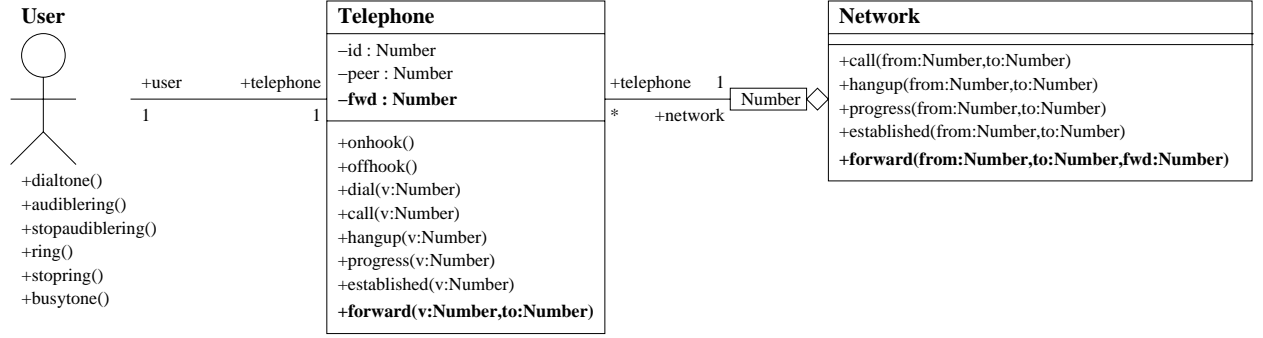 User
+dialtone()
+audiblering()
+stopaudiblering()
+ring()
+stopring()
+busytone()
+user
1
+telephone
1
Telephone
−id : Number
−peer : Number
−fwd : Number
+onhook()
+offhook()
+dial(v:Number)
+call(v:Number)
+hangup(v:Number)
+progress(v:Number)
+established(v:Number)
+forward(v:Number,to:Number)
+telephone
*
1
+network
Number
Network
+call(from:Number,to:Number)
+hangup(from:Number,to:Number)
+progress(from:Number,to:Number)
+established(from:Number,to:Number)
+forward(from:Number,to:Number,fwd:Number)